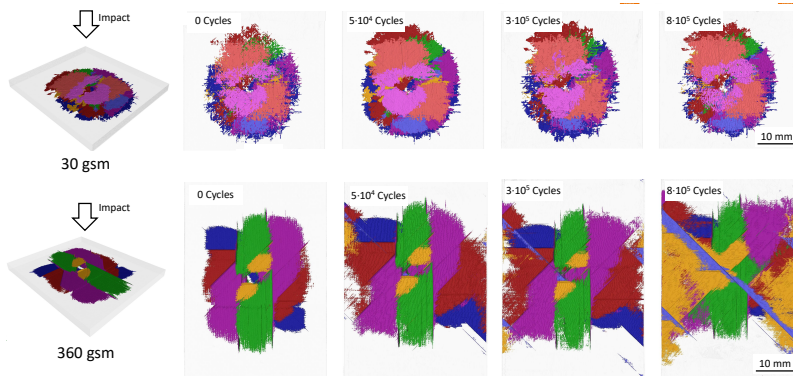 Impact
0 Cycles
5·10⁴ Cycles
3·10⁵ Cycles
8·10⁵ Cycles
10 mm
30 gsm
Impact
0 Cycles
5·10⁴ Cycles
3·10⁵ Cycles
8·10⁵ Cycles
10 mm
360 gsm